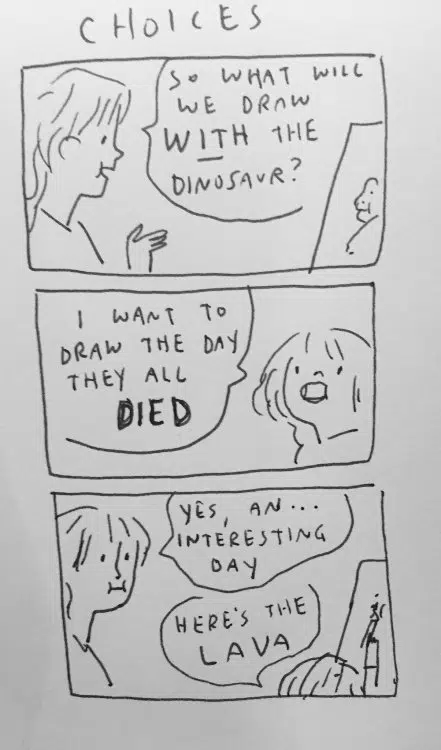 CHOICES
SO WHAT WILL
WE DRAW
WITH THE
DINOSAUR?
I WANT TO
DRAW THE DAY
THEY ALL
DIED
YES, AN...
INTERESTING
DAY
HERE'S THE
LAVA